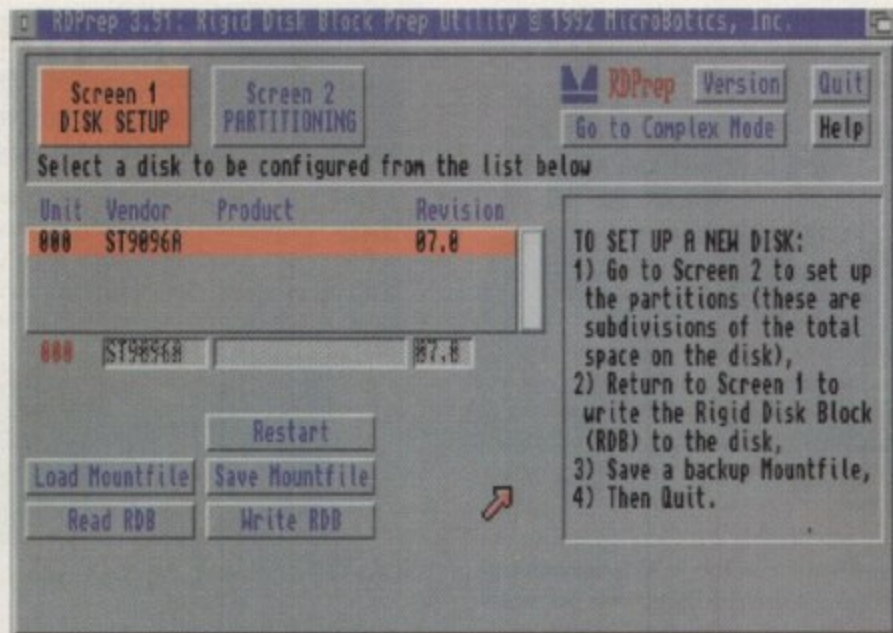 RDPrep 3.91: Rigid Disk Block Prep Utility © 1992 MicroBotics, Inc.
Screen 1
DISK SETUP
Screen 2
PARTITIONING
RDPrep
Version
Quit
Go to Complex Mode
Help
Select a disk to be configured from the list below
Unit Vendor Product Revision
000 ST9096A 07.0
000 ST9096A 07.0
Restart
Load Mountfile
Save Mountfile
Read RDB
Write RDB
TO SET UP A NEW DISK:
1) Go to Screen 2 to set up
the partitions (these are
subdivisions of the total
space on the disk),
2) Return to Screen 1 to
write the Rigid Disk Block
(RDB) to the disk,
3) Save a backup Mountfile,
4) Then Quit.